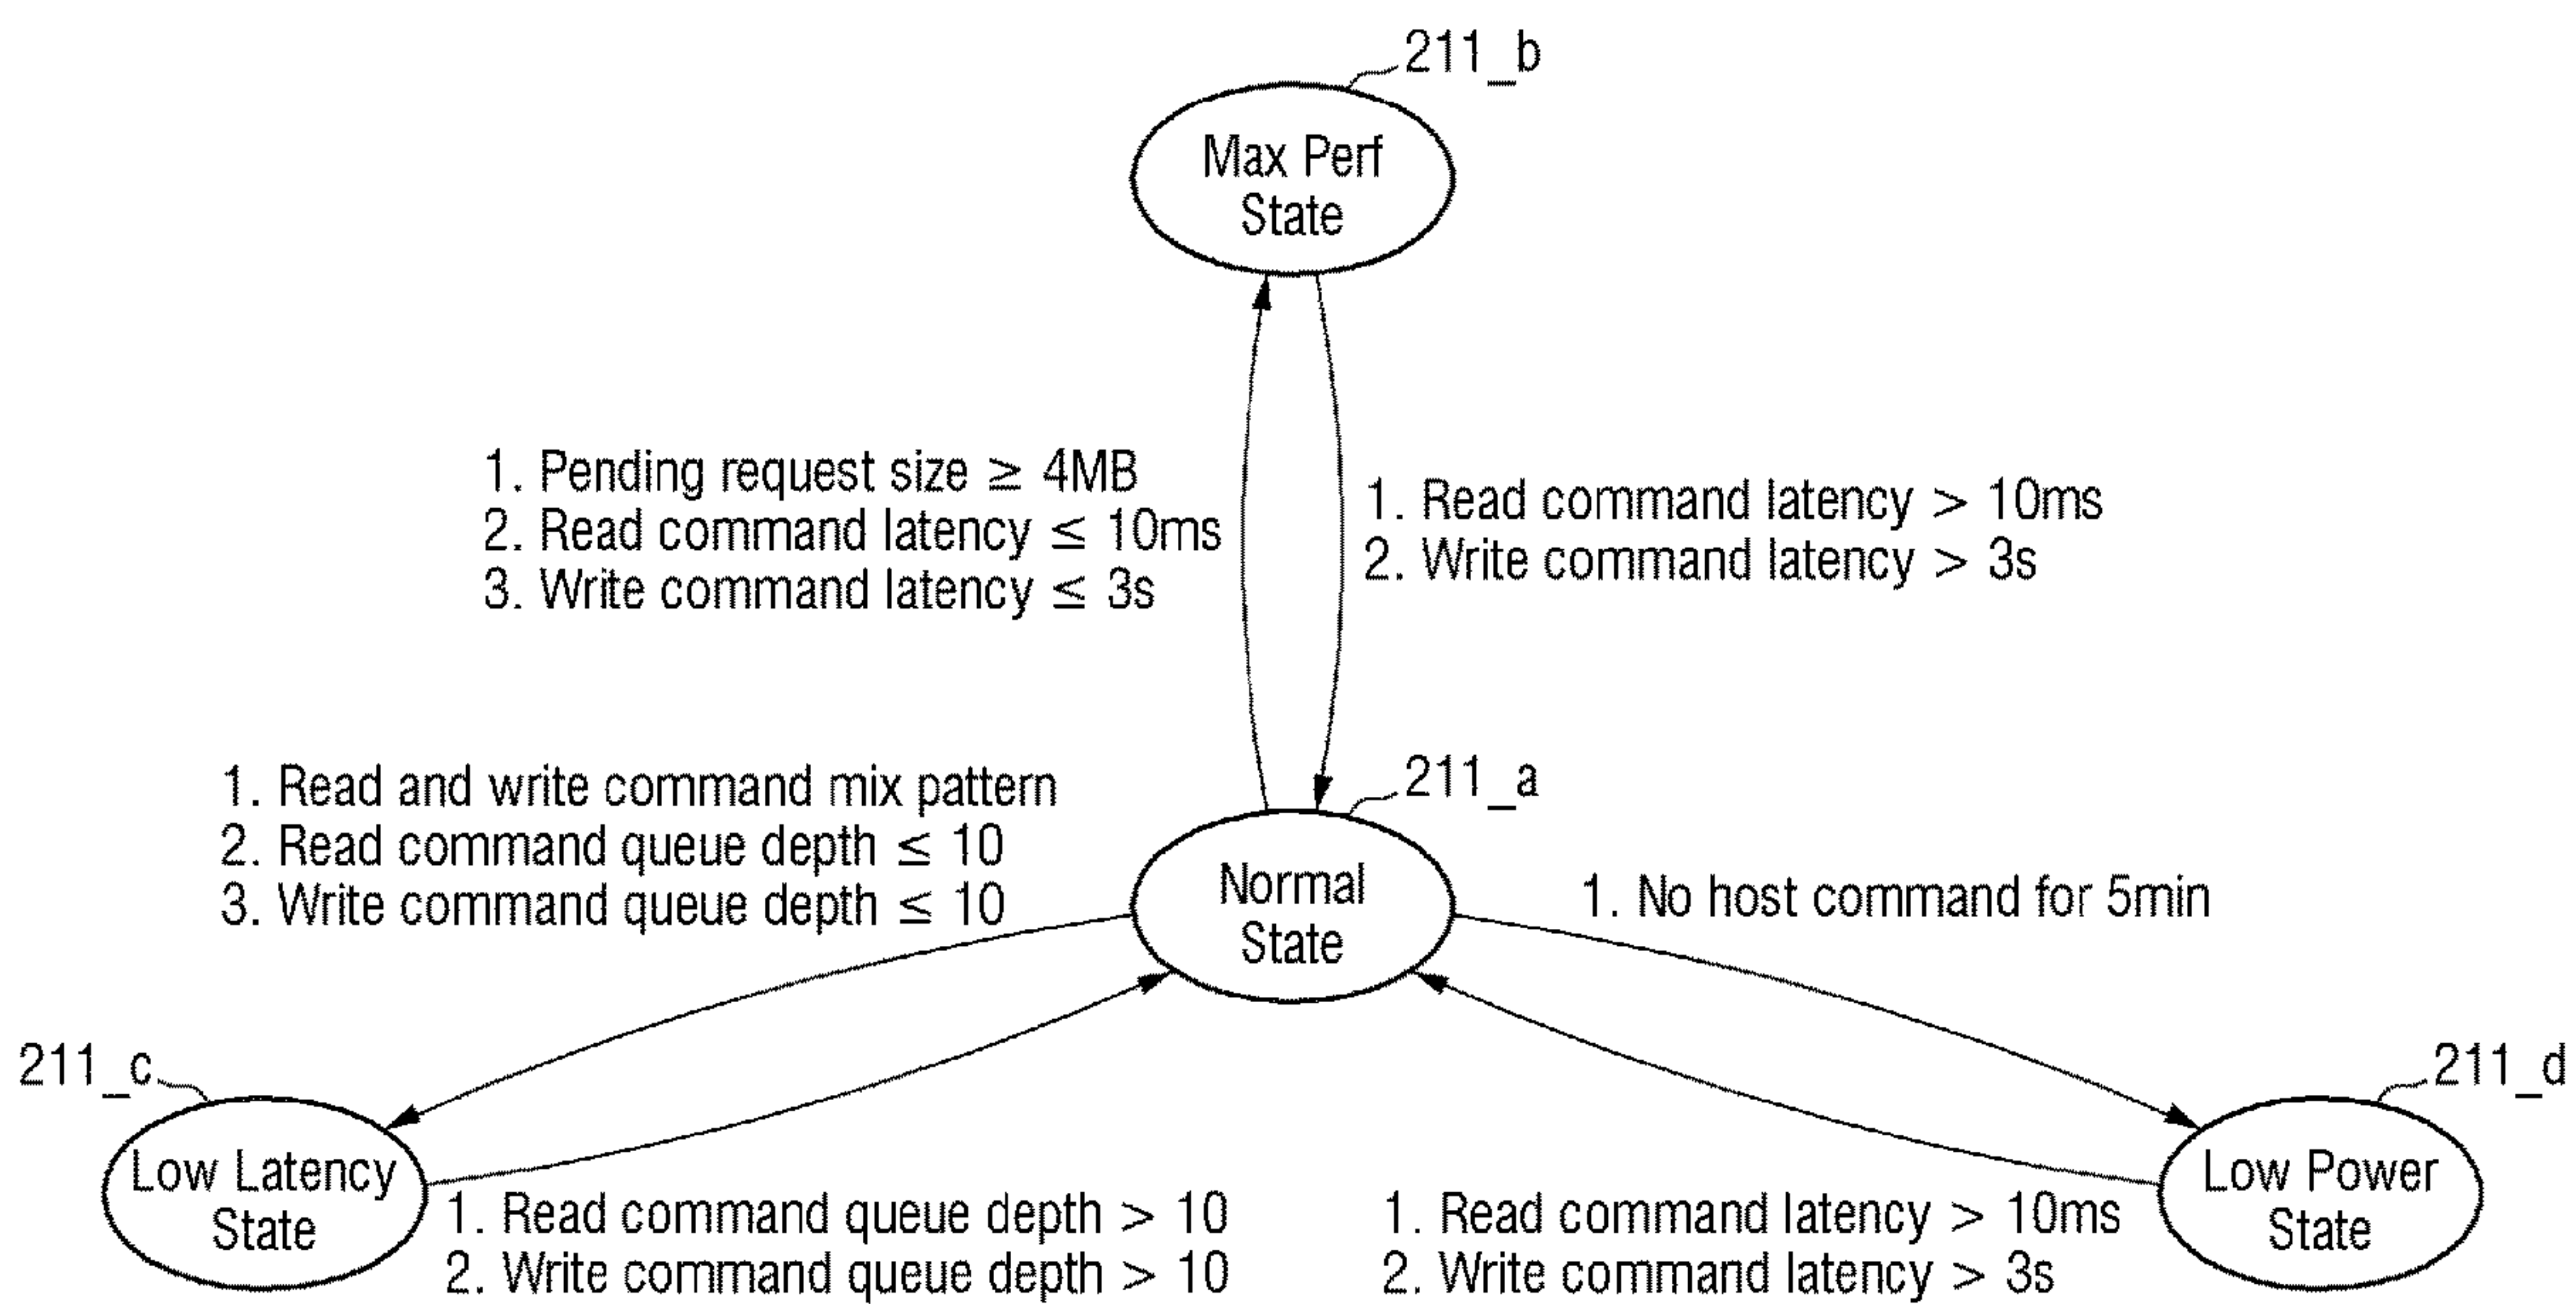 211_b
Max Perf
State
1. Pending request size ≥ 4MB
2. Read command latency ≤ 10ms
3. Write command latency ≤ 3s
1. Read command latency > 10ms
2. Write command latency > 3s
211_a
Normal
State
1. Read and write command mix pattern
2. Read command queue depth ≤ 10
3. Write command queue depth ≤ 10
1. No host command for 5min
211_c
Low Latency
State
1. Read command queue depth > 10
2. Write command queue depth > 10
1. Read command latency > 10ms
2. Write command latency > 3s
211_d
Low Power
State